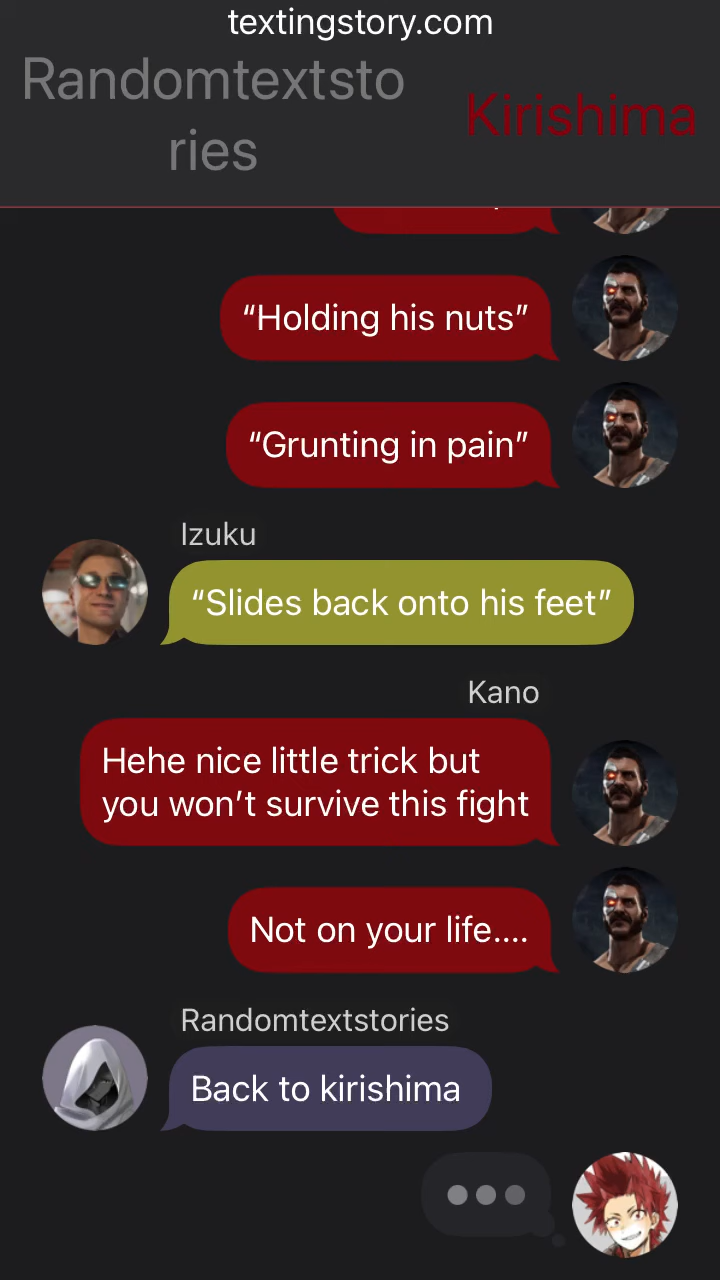 textingstory.com
Randomtextsto
ries
Kirishima
“Holding his nuts”
“Grunting in pain”
Izuku
“Slides back onto his feet”
Kano
Hehe nice little trick but
you won’t survive this fight
Not on your life....
Randomtextstories
Back to kirishima